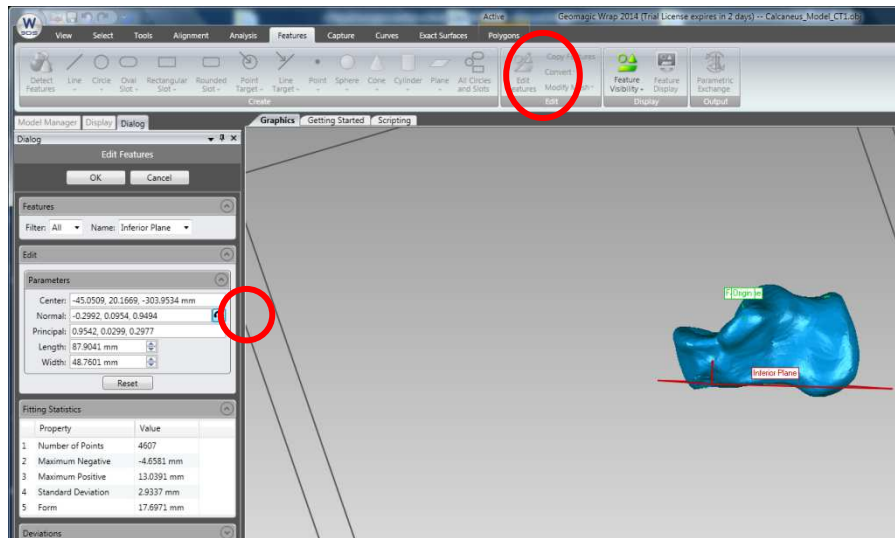 Active
Geomagic Wrap 2014 (Trial License expires in 2 days) -- Calcaneus_Model_CT1.obj
W
3DS
View Select Tools Alignment Analysis Features Capture Curves Exact Surfaces Polygons
Detect Features
Line
Circle
Oval Slot
Rectangular Slot
Rounded Slot
Point Target
Line Target
Point
Sphere
Cone
Cylinder
Plane
All Circles and Slots
Create
Edit Features
Copy Features
Convert
Modify Mesh
Edit
Feature Visibility
Feature Display
Display
Parametric Exchange
Output
Model Manager Display Dialog
Graphics Getting Started Scripting
Dialog
Edit Features
OK Cancel
Features
Filter: All Name: Inferior Plane
Edit
Parameters
Center: -45.0509, 20.1669, -303.9534 mm
Normal: -0.2992, 0.0954, 0.9494
Principal: 0.9542, 0.0299, 0.2977
Length: 87.9041 mm
Width: 48.7601 mm
Reset
Fitting Statistics
Property Value
1 Number of Points 4607
2 Maximum Negative -4.6581 mm
3 Maximum Positive 13.0391 mm
4 Standard Deviation 2.9337 mm
5 Form 17.6971 mm
Deviations
Origin
Inferior Plane